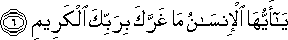 يَـٰٓأَيُّهَا ٱلْإِنسَـٰنُ مَا غَرَّكَ بِرَبِّكَ ٱلْكَرِيمِ ٦